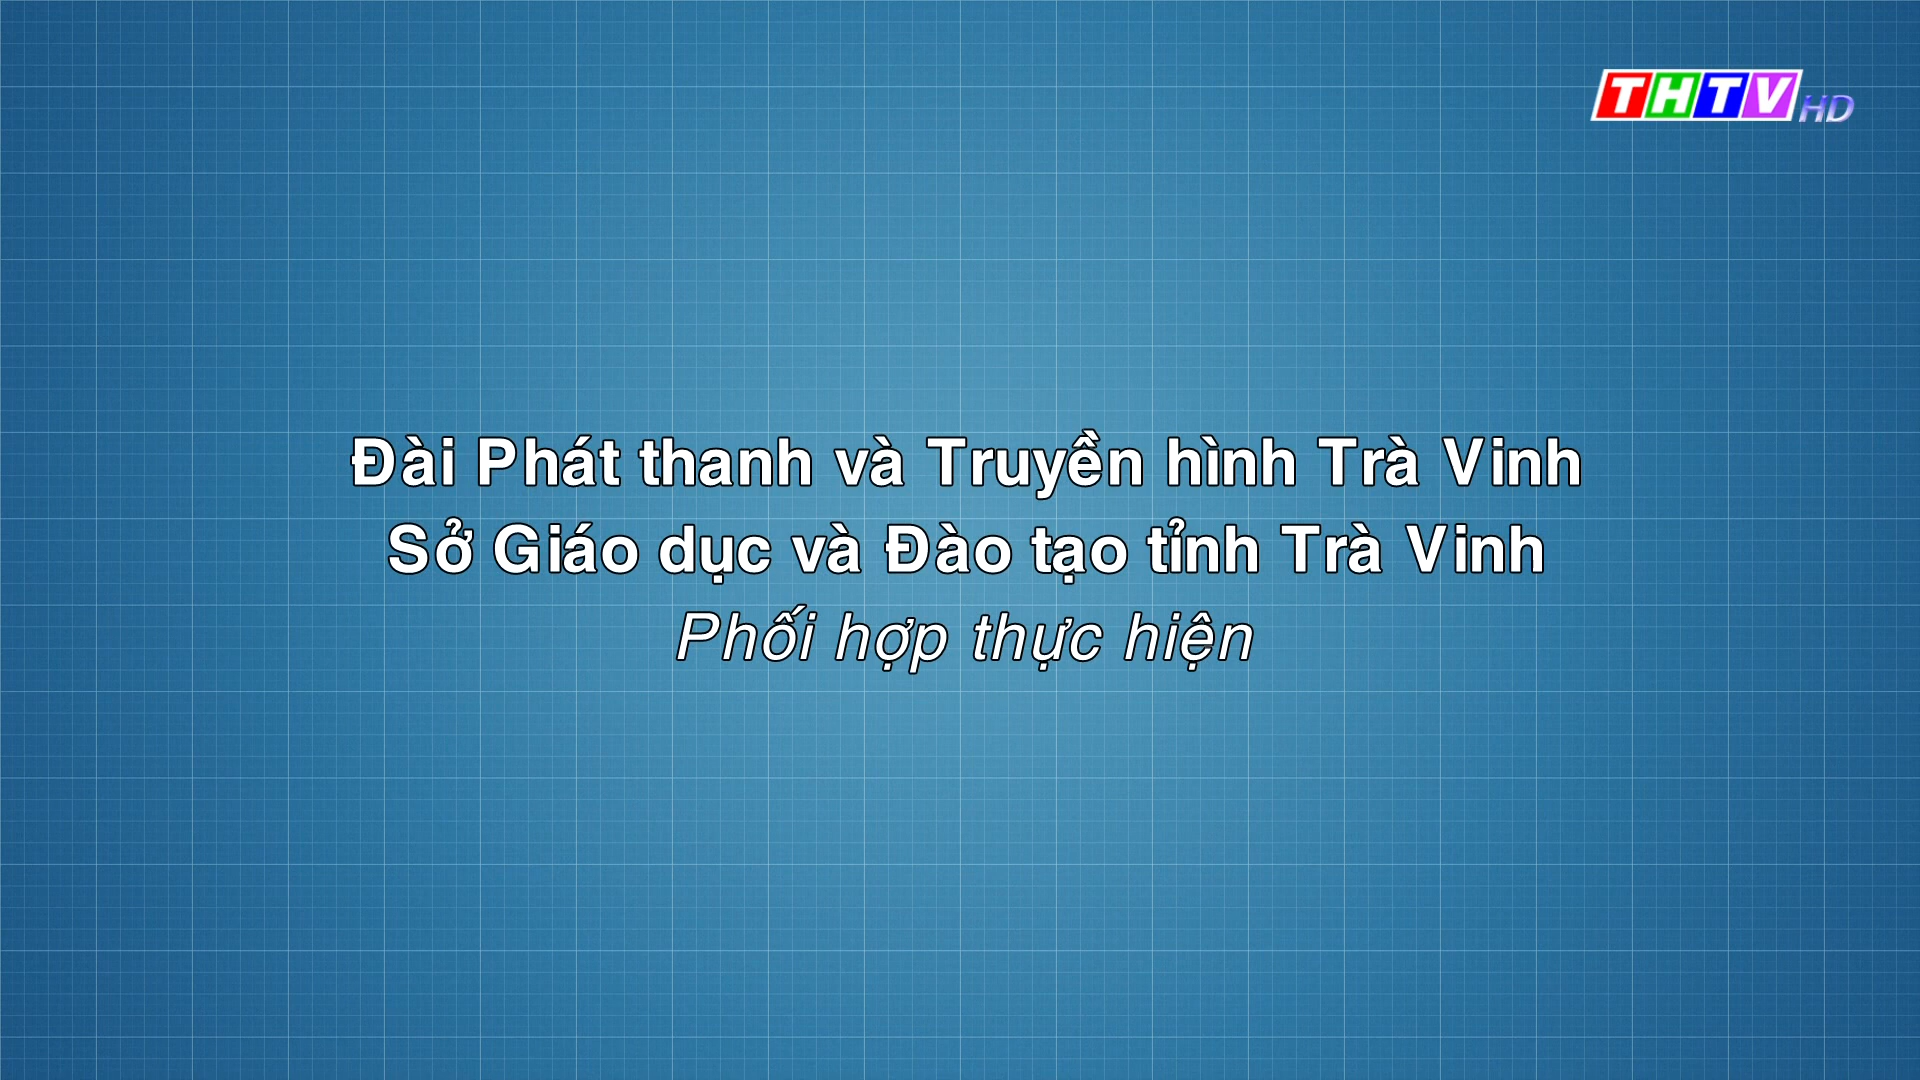 THTV HD
Đài Phát thanh và Truyền hình Trà Vinh
Sở Giáo dục và Đào tạo tỉnh Trà Vinh
Phối hợp thực hiện